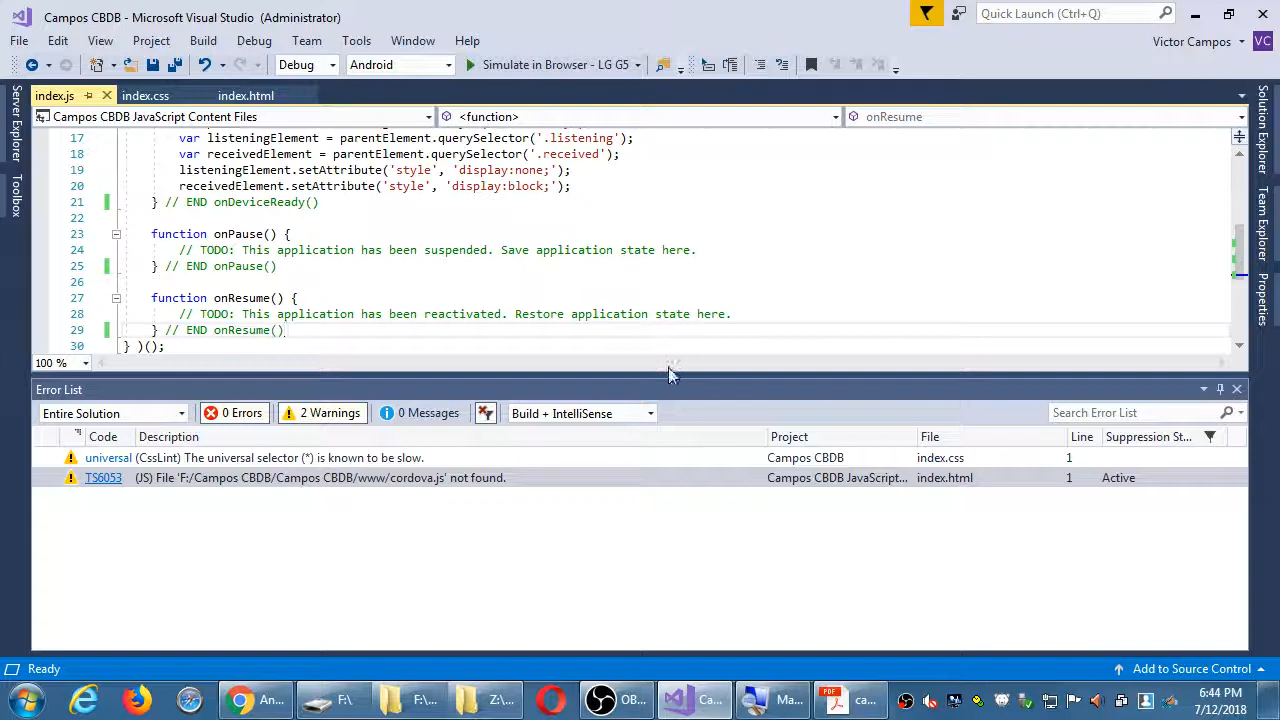 Campos CBDB - Microsoft Visual Studio (Administrator)
Quick Launch (Ctrl+Q)
File Edit View Project Build Debug Team Tools Window Help
Victor Campos VC
Debug Android Simulate in Browser - LG G5
index.js index.css index.html
Campos CBDB JavaScript Content Files <function> onResume
17 var listeningElement = parentElement.querySelector('.listening');
18 var receivedElement = parentElement.querySelector('.received');
19 listeningElement.setAttribute('style', 'display:none;');
20 receivedElement.setAttribute('style', 'display:block;');
21 } // END onDeviceReady()
22
23 function onPause() {
24 // TODO: This application has been suspended. Save application state here.
25 } // END onPause()
26
27 function onResume() {
28 // TODO: This application has been reactivated. Restore application state here.
29 } // END onResume()
30 } )();
100 %
Server Explorer
Toolbox
Solution Explorer
Team Explorer
Properties
Error List
Entire Solution 0 Errors 2 Warnings 0 Messages Build + IntelliSense Search Error List
Code Description Project File Line Suppression St...
universal (CssLint) The universal selector (*) is known to be slow. Campos CBDB index.css 1
TS6053 (JS) File 'F:/Campos CBDB/Campos CBDB/www/cordova.js' not found. Campos CBDB JavaScript... index.html 1 Active
Ready Add to Source Control
An... F:\ F:\... Z:\... OB... Ca... Ma... PDF ca...
6:44 PM
7/12/2018